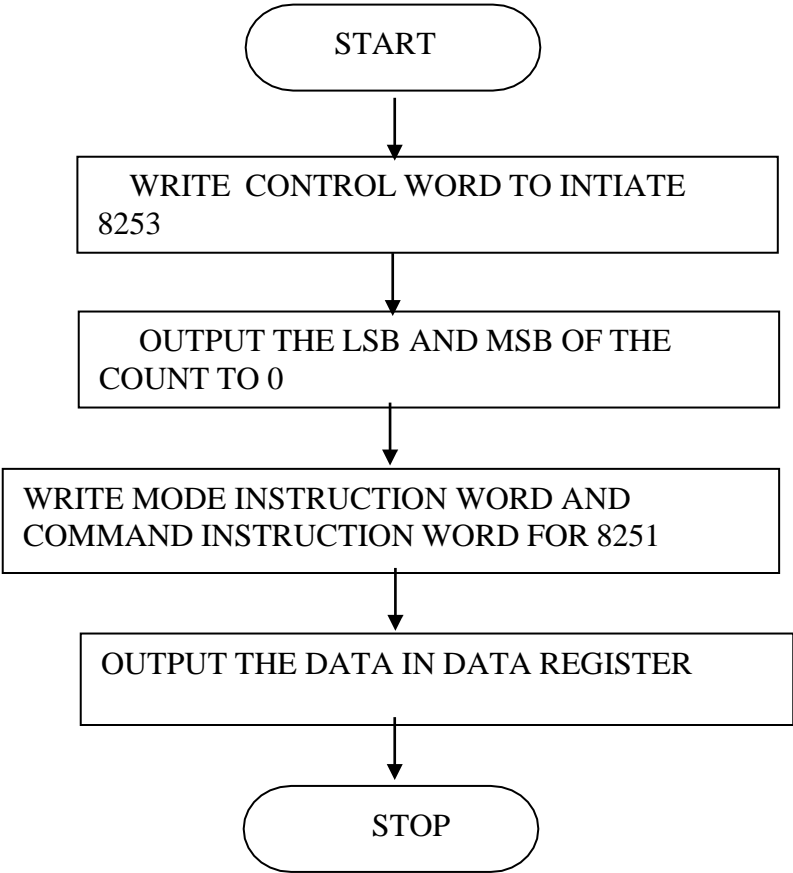 START
WRITE CONTROL WORD TO INTIATE
8253
OUTPUT THE LSB AND MSB OF THE
COUNT TO 0
WRITE MODE INSTRUCTION WORD AND
COMMAND INSTRUCTION WORD FOR 8251
OUTPUT THE DATA IN DATA REGISTER
STOP